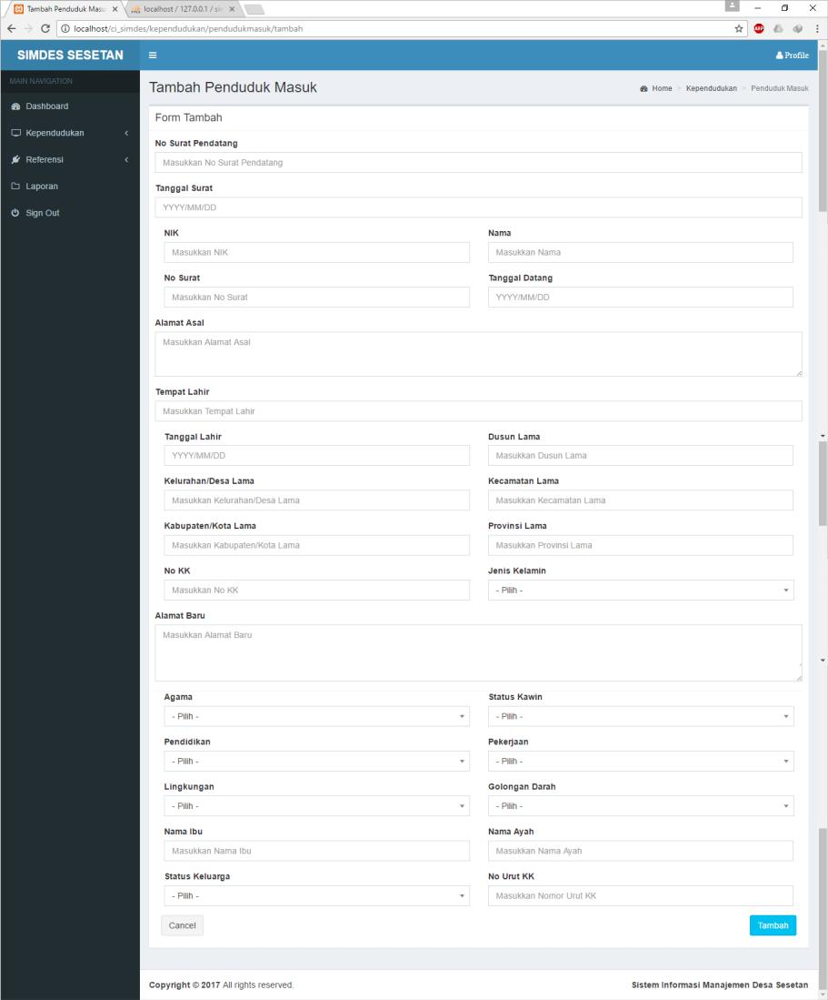 Tambah Penduduk Masu
localhost / 127.0.0.1 / sim
localhost/ci_simdes/kependudukan/pendudukmasuk/tambah
ABP
SIMDES SESETAN
Profile
MAIN NAVIGATION
Dashboard
Kependudukan
Referensi
Laporan
Sign Out
Tambah Penduduk Masuk
Home > Kependudukan > Penduduk Masuk
Form Tambah
No Surat Pendatang
Masukkan No Surat Pendatang
Tanggal Surat
YYYY/MM/DD
NIK Nama
Masukkan NIK Masukkan Nama
No Surat Tanggal Datang
Masukkan No Surat YYYY/MM/DD
Alamat Asal
Masukkan Alamat Asal
Tempat Lahir
Masukkan Tempat Lahir
Tanggal Lahir Dusun Lama
YYYY/MM/DD Masukkan Dusun Lama
Kelurahan/Desa Lama Kecamatan Lama
Masukkan Kelurahan/Desa Lama Masukkan Kecamatan Lama
Kabupaten/Kota Lama Provinsi Lama
Masukkan Kabupaten/Kota Lama Masukkan Provinsi Lama
No KK Jenis Kelamin
Masukkan No KK - Pilih -
Alamat Baru
Masukkan Alamat Baru
Agama Status Kawin
- Pilih - - Pilih -
Pendidikan Pekerjaan
- Pilih - - Pilih -
Lingkungan Golongan Darah
- Pilih - - Pilih -
Nama Ibu Nama Ayah
Masukkan Nama Ibu Masukkan Nama Ayah
Status Keluarga No Urut KK
- Pilih - Masukkan Nomor Urut KK
Cancel Tambah
Copyright © 2017 All rights reserved. Sistem Informasi Manajemen Desa Sesetan